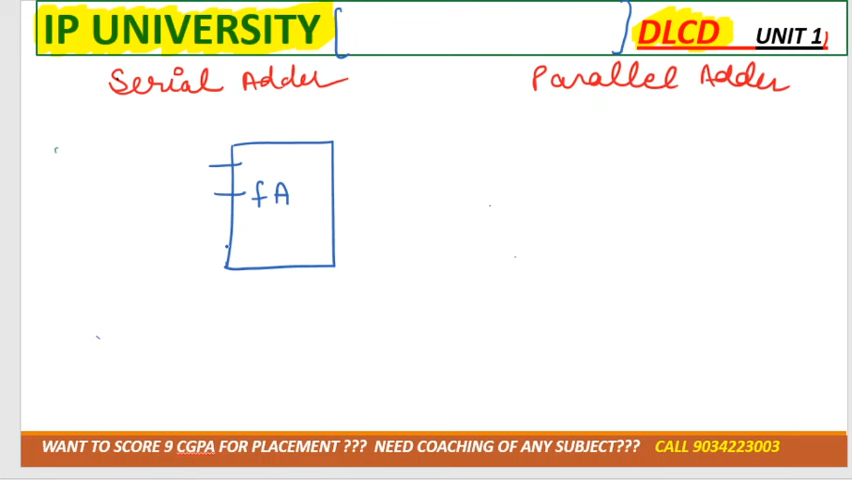 IP UNIVERSITY DLCD UNIT 1
Serial Adder Parallel Adder
fA
WANT TO SCORE 9 CGPA FOR PLACEMENT ??? NEED COACHING OF ANY SUBJECT??? CALL 9034223003